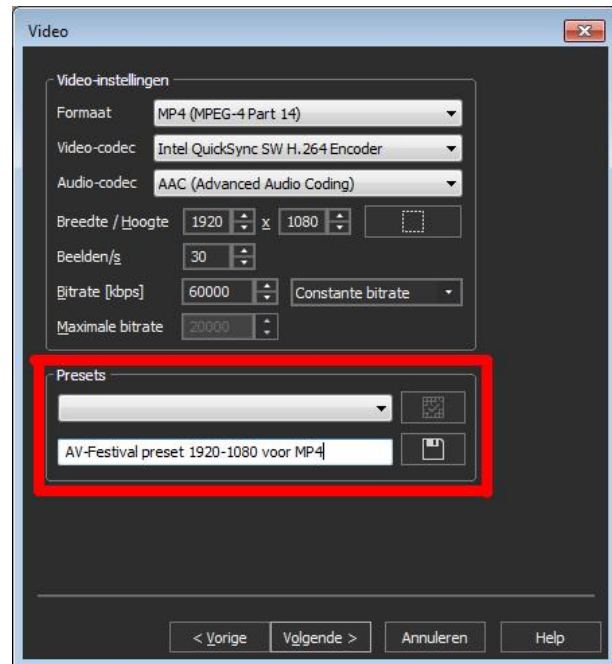 Video
Video-instellingen
Formaat MP4 (MPEG-4 Part 14)
Video-codec Intel QuickSync SW H.264 Encoder
Audio-codec AAC (Advanced Audio Coding)
Breedte / Hoogte 1920 x 1080
Beelden/s 30
Bitrate [kbps] 60000 Constante bitrate
Maximale bitrate 20000
Presets
AV-Festival preset 1920-1080 voor MP4
< Vorige Volgende > Annuleren Help